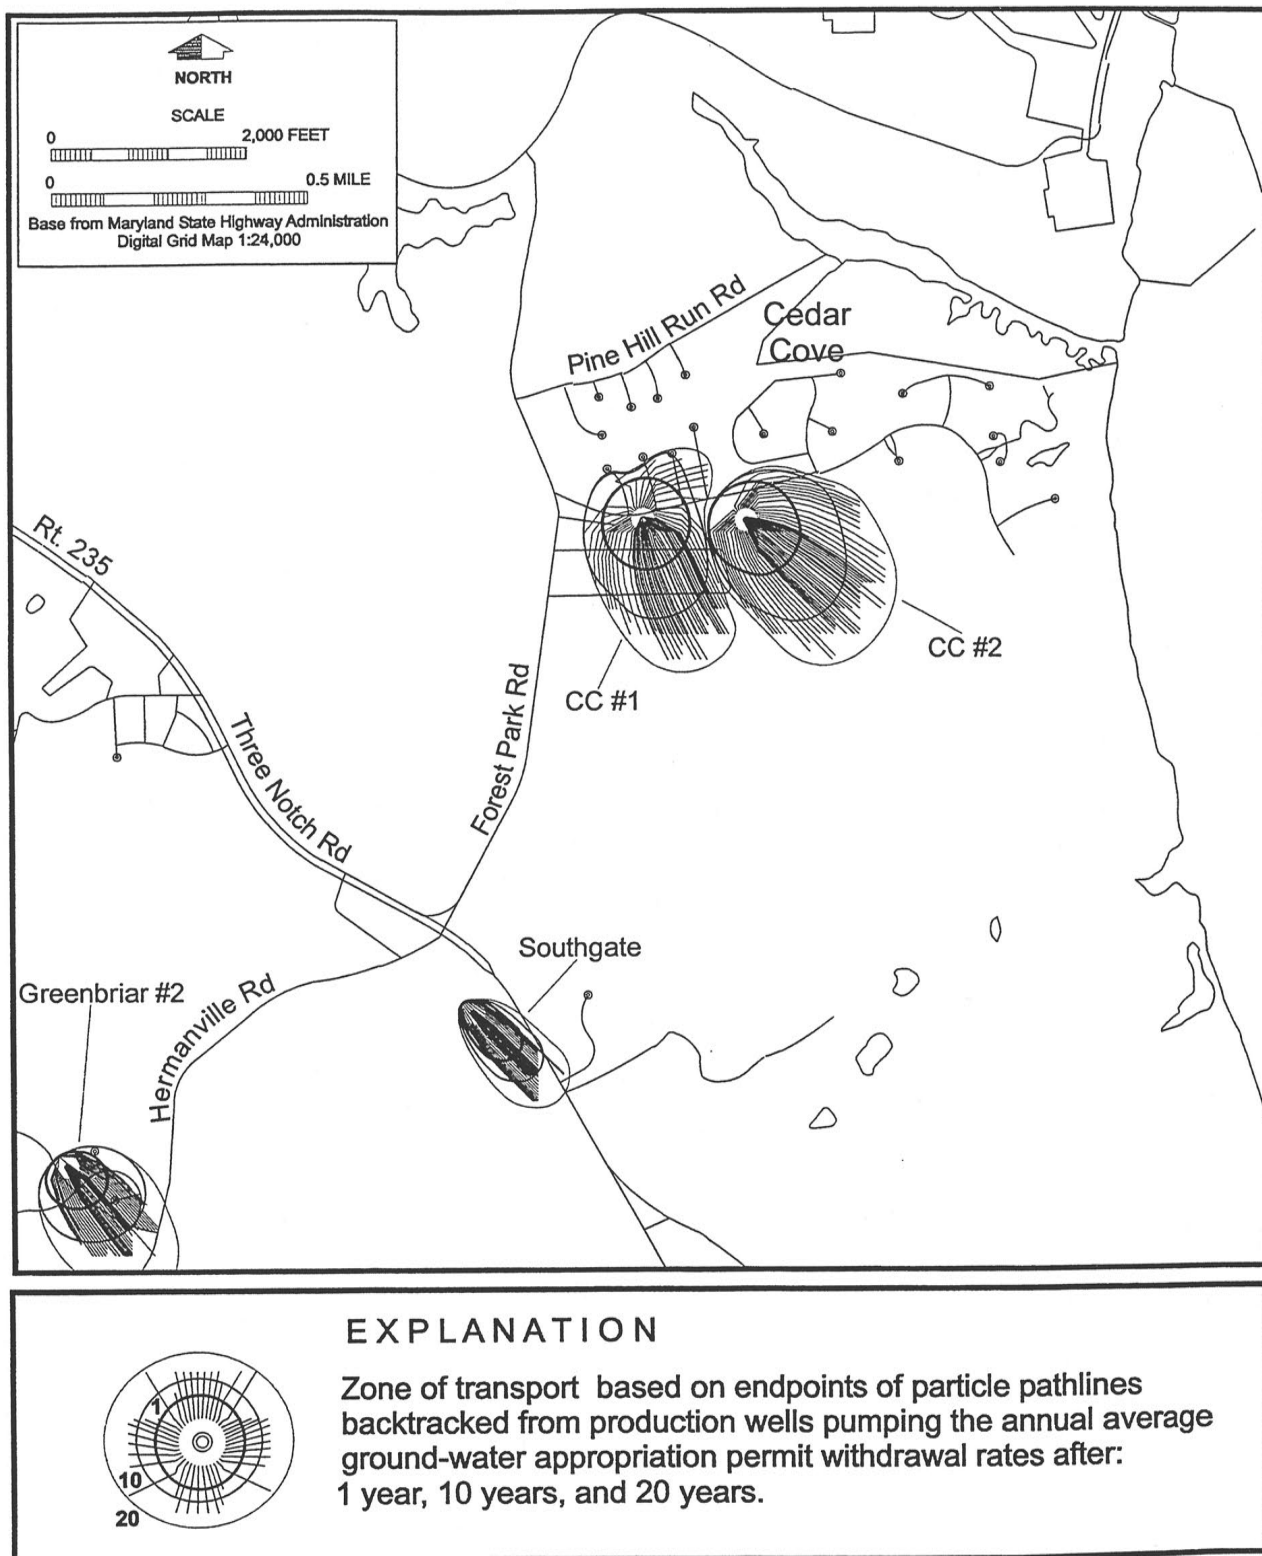 NORTH
SCALE
0 2,000 FEET
0 0.5 MILE
Base from Maryland State Highway Administration
Digital Grid Map 1:24,000
Pine Hill Run Rd
Cedar
Cove
Rt. 235
CC #2
CC #1
Three Notch Rd
Forest Park Rd
Southgate
Greenbriar #2
Hermanville Rd
EXPLANATION
1
10
20
Zone of transport based on endpoints of particle pathlines
backtracked from production wells pumping the annual average
ground-water appropriation permit withdrawal rates after:
1 year, 10 years, and 20 years.